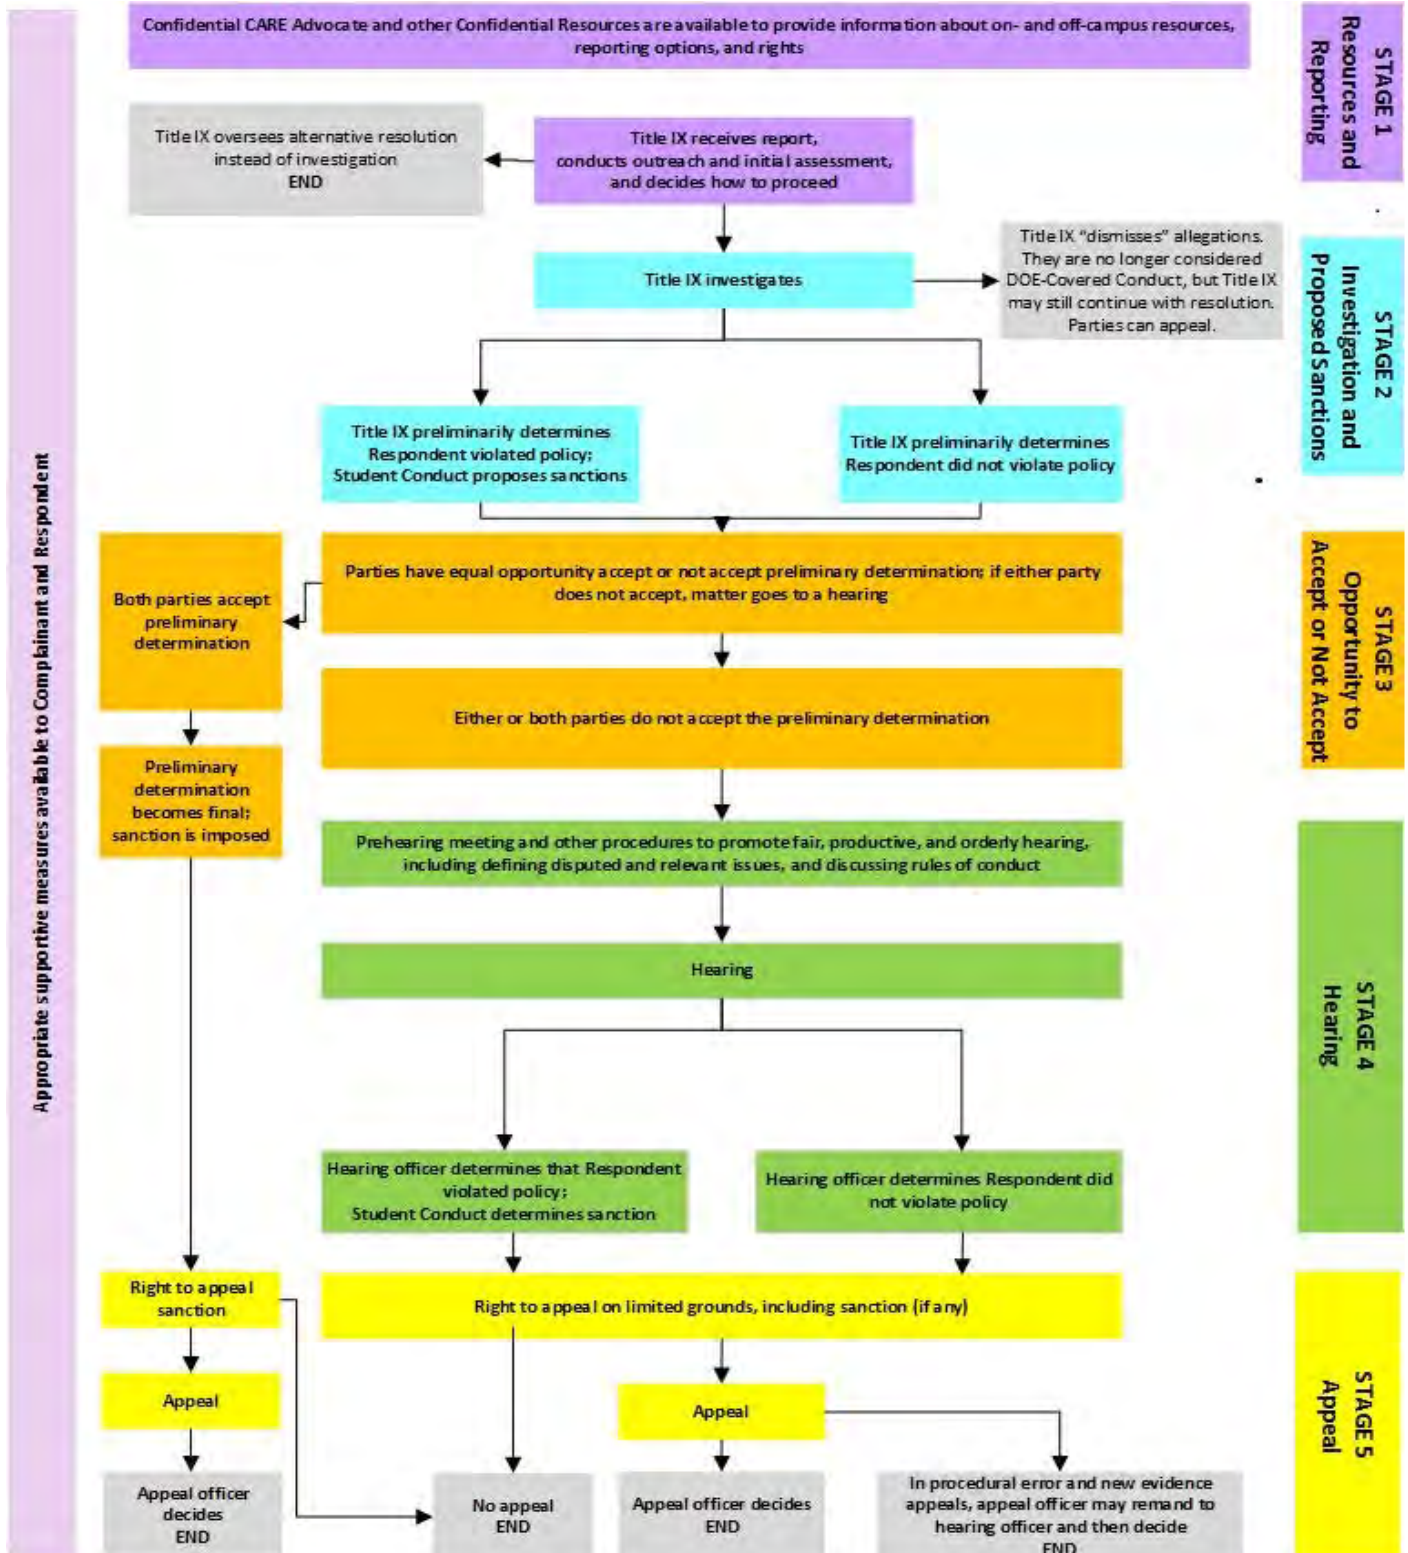 Confidential CARE Advocate and other Confidential Resources are available to provide information about on- and off-campus resources,
reporting options, and rights
STAGE 1
Resources and
Reporting
Title IX oversees alternative resolution
instead of investigation
END
Title IX receives report,
conducts outreach and initial assessment,
and decides how to proceed
Title IX investigates
Title IX “dismisses” allegations.
They are no longer considered
DOE-Covered Conduct, but Title IX
may still continue with resolution.
Parties can appeal.
STAGE 2
Investigation and
Proposed Sanctions
Title IX preliminarily determines
Respondent violated policy;
Student Conduct proposes sanctions
Title IX preliminarily determines
Respondent did not violate policy
Appropriate supportive measures available to Complainant and Respondent
Both parties accept
preliminary
determination
Parties have equal opportunity accept or not accept preliminary determination; if either party
does not accept, matter goes to a hearing
STAGE 3
Opportunity to
Accept or Not Accept
Either or both parties do not accept the preliminary determination
Preliminary
determination
becomes final;
sanction is imposed
Prehearing meeting and other procedures to promote fair, productive, and orderly hearing,
including defining disputed and relevant issues, and discussing rules of conduct
Hearing
STAGE 4
Hearing
Hearing officer determines that Respondent
violated policy;
Student Conduct determines sanction
Hearing officer determines Respondent did
not violate policy
Right to appeal
sanction
Right to appeal on limited grounds, including sanction (if any)
STAGE 5
Appeal
Appeal
Appeal
Appeal officer
decides
END
No appeal
END
Appeal officer decides
END
In procedural error and new evidence
appeals, appeal officer may remand to
hearing officer and then decide
END